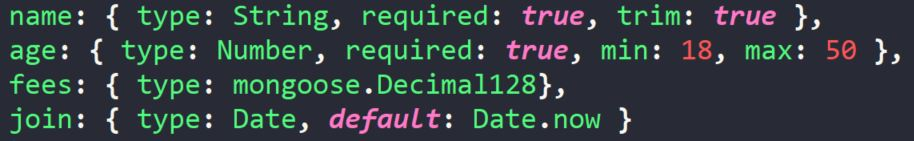 name: { type: String, required: true, trim: true },
age: { type: Number, required: true, min: 18, max: 50 },
fees: { type: mongoose.Decimal128},
join: { type: Date, default: Date.now }